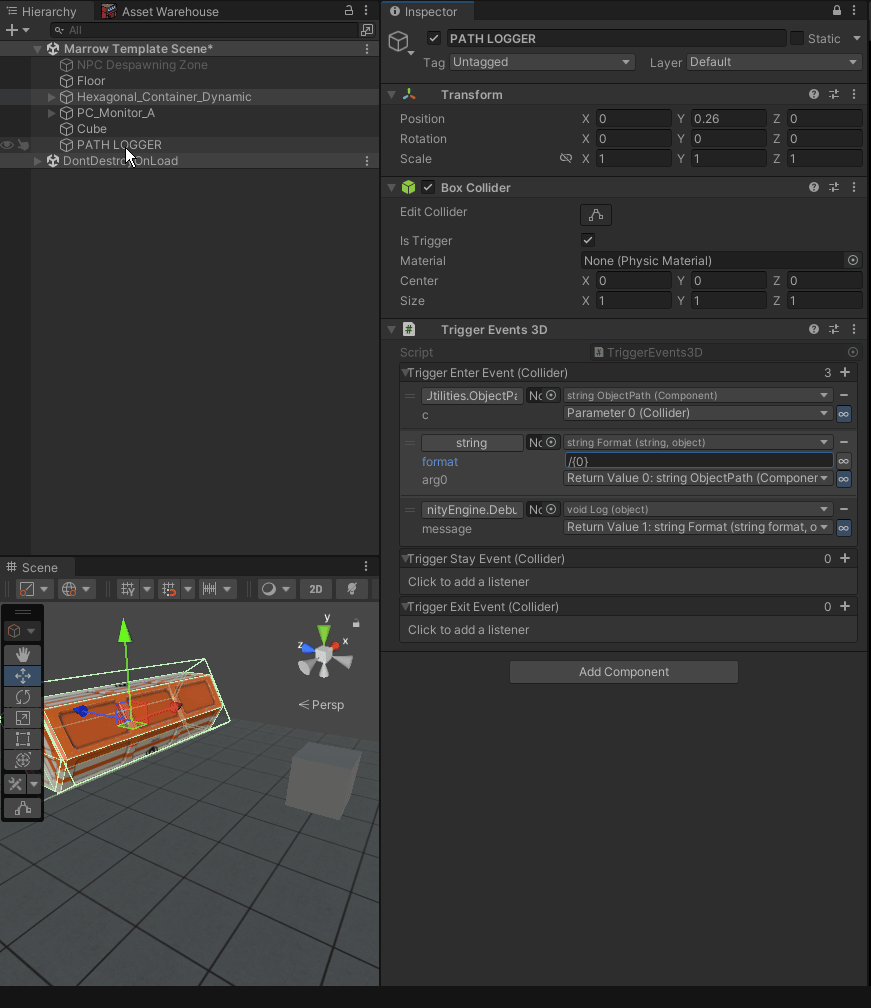 Hierarchy
Asset Warehouse
All
Marrow Template Scene*
NPC Despawning Zone
Floor
Hexagonal_Container_Dynamic
PC_Monitor_A
Cube
PATH LOGGER
DontDestroyOnLoad
Scene
2D
y
z
x
Persp
Inspector
PATH LOGGER
Static
Tag Untagged
Layer Default
Transform
Position X 0 Y 0.26 Z 0
Rotation X 0 Y 0 Z 0
Scale X 1 Y 1 Z 1
Box Collider
Edit Collider
Is Trigger
Material None (Physic Material)
Center X 0 Y 0 Z 0
Size X 1 Y 1 Z 1
Trigger Events 3D
Script TriggerEvents3D
Trigger Enter Event (Collider) 3
Jtilities.ObjectPa Nc string ObjectPath (Component)
c Parameter 0 (Collider)
string Nc string Format (string, object)
format /{0}
arg0 Return Value 0: string ObjectPath (Componer
nityEngine.Debu Nc void Log (object)
message Return Value 1: string Format (string format, o
Trigger Stay Event (Collider) 0
Click to add a listener
Trigger Exit Event (Collider) 0
Click to add a listener
Add Component